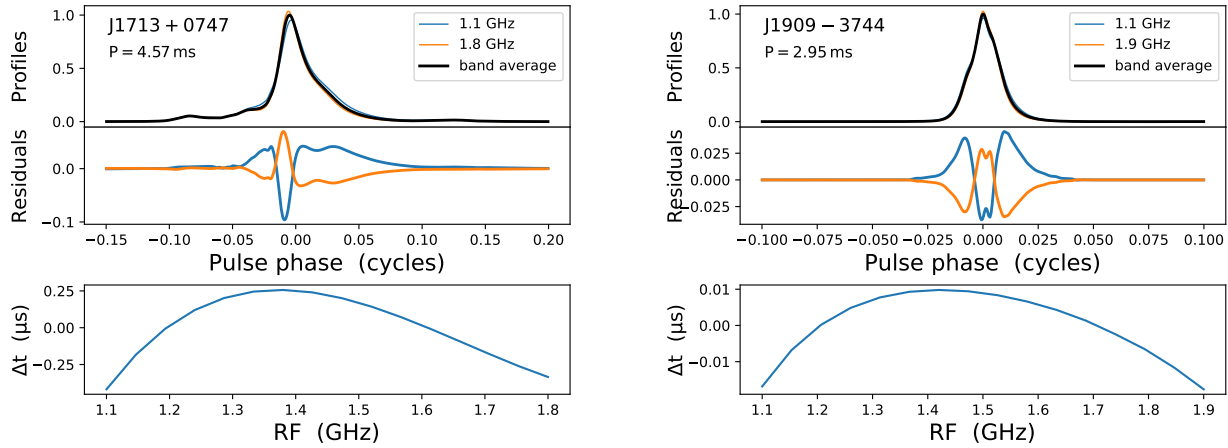 J1713+0747
P = 4.57 ms
1.1 GHz
1.8 GHz
band average
Profiles
1.0
0.5
0.0
Residuals
0.0
−0.1
−0.15 −0.10 −0.05 0.00 0.05 0.10 0.15 0.20
Pulse phase (cycles)
Δt (μs)
0.25
0.00
−0.25
1.1 1.2 1.3 1.4 1.5 1.6 1.7 1.8
RF (GHz)
J1909−3744
P = 2.95 ms
1.1 GHz
1.9 GHz
band average
Profiles
1.0
0.5
0.0
Residuals
0.025
0.000
−0.025
−0.100 −0.075 −0.050 −0.025 0.000 0.025 0.050 0.075 0.100
Pulse phase (cycles)
Δt (μs)
0.01
0.00
−0.01
1.1 1.2 1.3 1.4 1.5 1.6 1.7 1.8 1.9
RF (GHz)